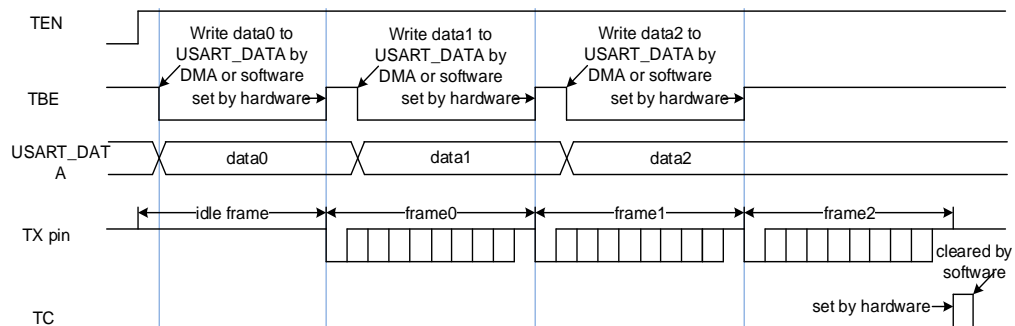 TEN
Write data0 to
USART_DATA by
DMA or software
Write data1 to
USART_DATA by
DMA or software
Write data2 to
USART_DATA by
DMA or software
TBE
set by hardware
set by hardware
set by hardware
USART_DAT
A
data0
data1
data2
idle frame
frame0
frame1
frame2
TX pin
cleared by
software
set by hardware
TC